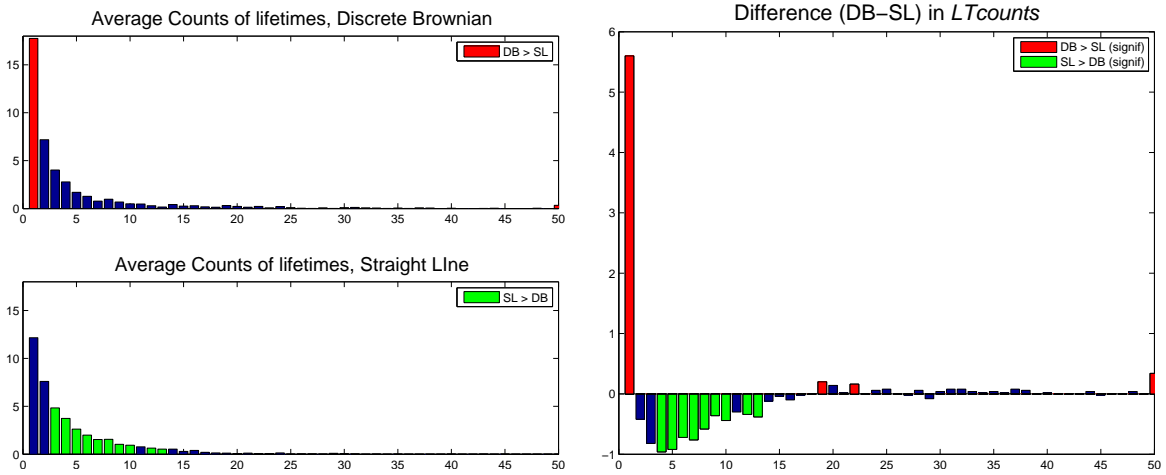 Average Counts of lifetimes, Discrete Brownian
15
10
5
0
DB > SL
0 5 10 15 20 25 30 35 40 45 50
Average Counts of lifetimes, Straight LIne
15
10
5
0
SL > DB
0 5 10 15 20 25 30 35 40 45 50
Difference (DB−SL) in LTcounts
6
5
4
3
2
1
0
−1
DB > SL (signif)
SL > DB (signif)
0 5 10 15 20 25 30 35 40 45 50